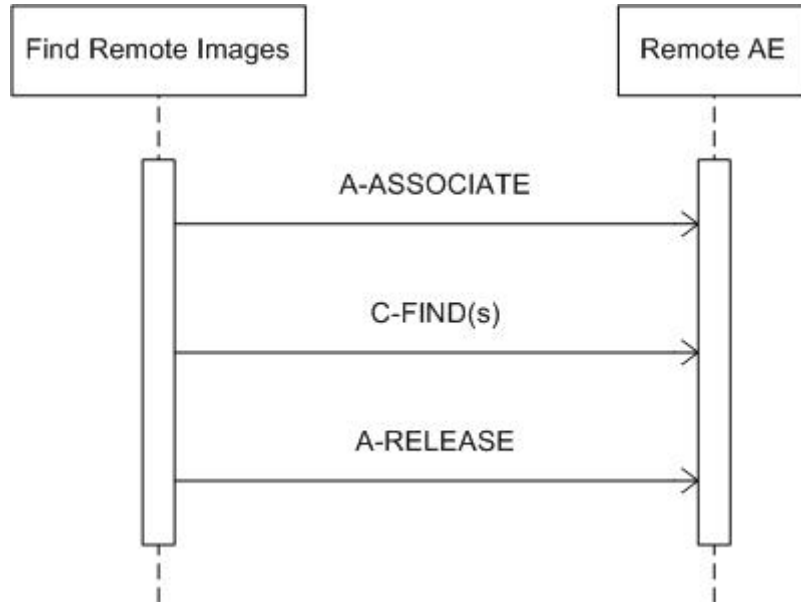 Find Remote Images
Remote AE
A-ASSOCIATE
C-FIND(s)
A-RELEASE